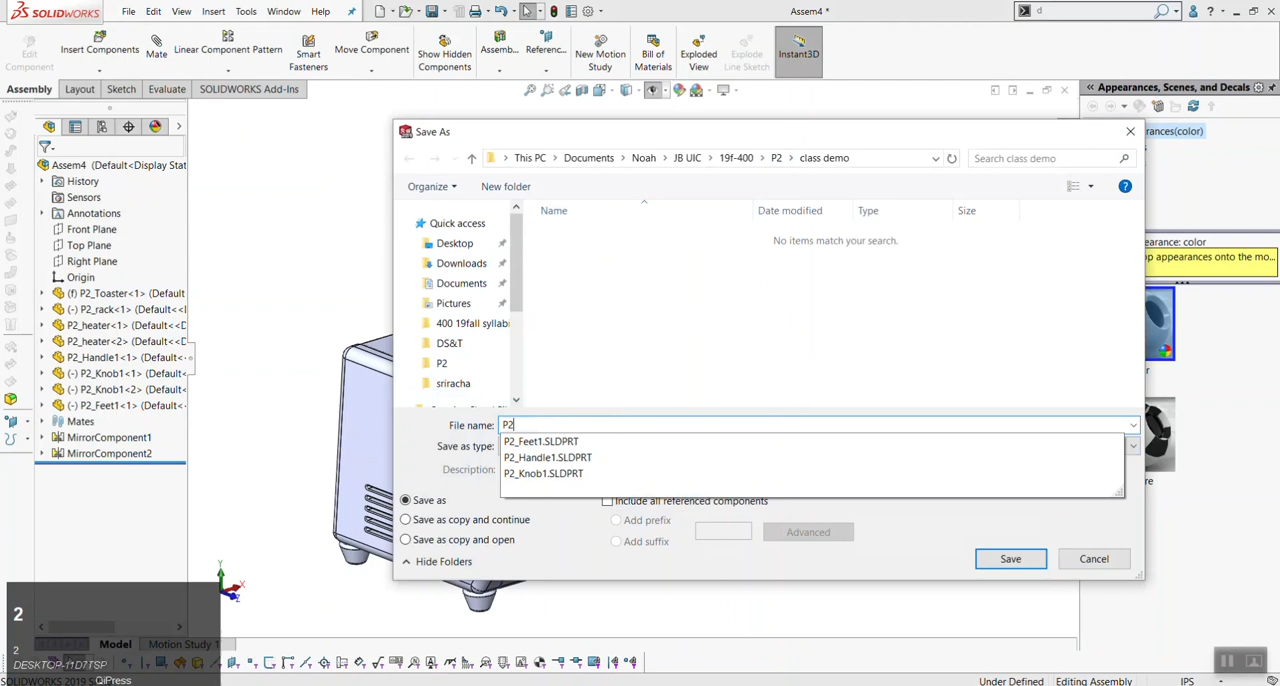 SOLIDWORKS File Edit View Insert Tools Window Help Assem4 * d
Edit Component
Insert Components
Mate
Linear Component Pattern
Smart Fasteners
Move Component
Show Hidden Components
Assemb...
Referenc...
New Motion Study
Bill of Materials
Exploded View
Explode Line Sketch
Instant3D
Assembly Layout Sketch Evaluate SOLIDWORKS Add-Ins
Appearances, Scenes, and Decals
Assem4 (Default<Display Stat
History
Sensors
Annotations
Front Plane
Top Plane
Right Plane
Origin
(f) P2_Toaster<1> (Default
(-) P2_rack<1> (Default<<
P2_heater<1> (Default<<D
P2_heater<2> (Default<<D
P2_Handle1<1> (Default<
(-) P2_Knob1<1> (Default<
(-) P2_Knob1<2> (Default<
(-) P2_Feet1<1> (Default<
Mates
MirrorComponent1
MirrorComponent2
Save As
This PC > Documents > Noah > JB UIC > 19f-400 > P2 > class demo
Search class demo
Organize New folder
Name Date modified Type Size
No items match your search.
Quick access
Desktop
Downloads
Documents
Pictures
400 19fall syllab
DS&T
P2
sriracha
File name: P2
Save as type
P2_Feet1.SLDPRT
P2_Handle1.SLDPRT
P2_Knob1.SLDPRT
Description:
Save as
Save as copy and continue
Save as copy and open
Include all referenced components
Add prefix
Add suffix
Advanced
Hide Folders
Save Cancel
rances(color)
earance: color
op appearances onto the mo...
r
re
Y
X
Z
2
2
DESKTOP-I1D7TSP
QiPress
Model Motion Study 1
SOLIDWORKS 2019 S
Under Defined Editing Assembly IPS